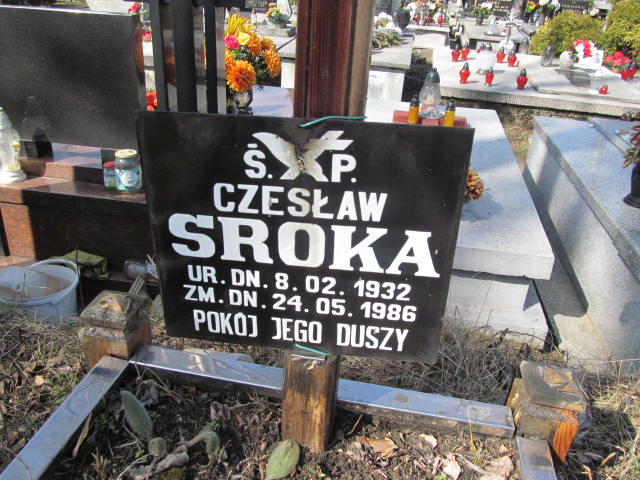 Ś. P.
CZESŁAW
SROKA
UR. DN. 8. 02. 1932
ZM. DN. 24. 05. 1986
POKÓJ JEGO DUSZY